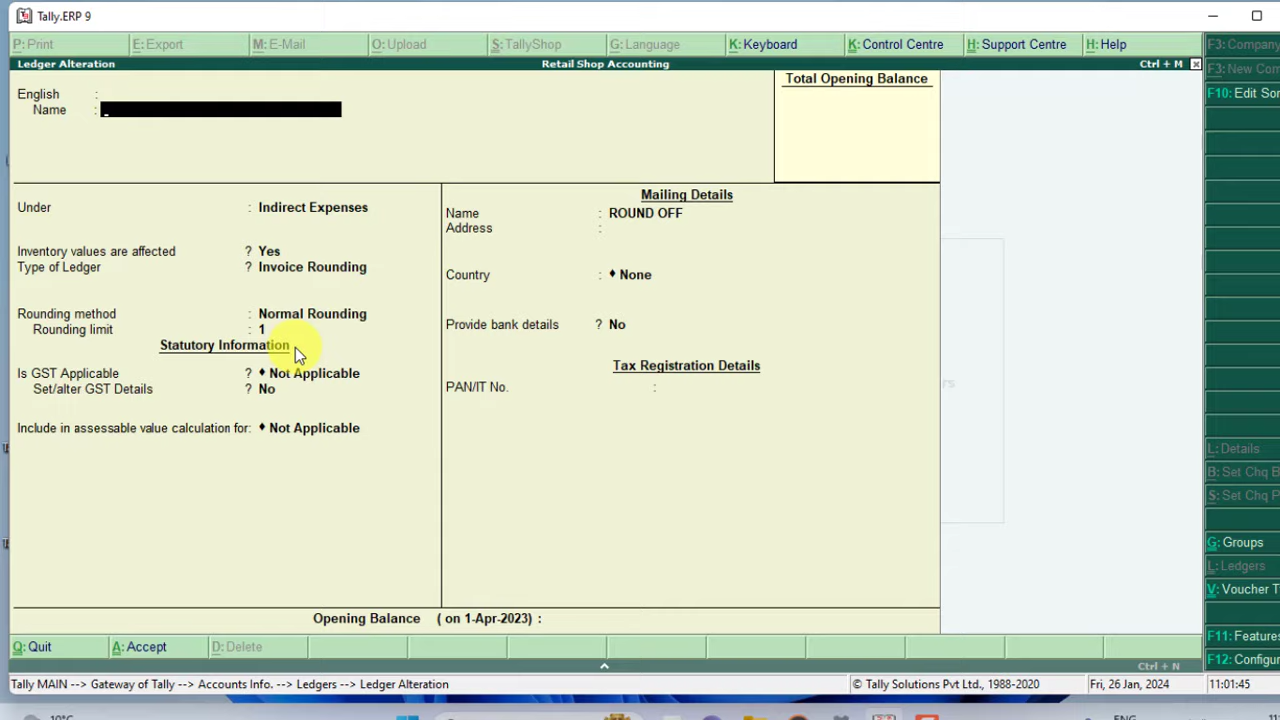 Tally.ERP 9
P: Print E: Export M: E-Mail O: Upload S: TallyShop G: Language K: Keyboard K: Control Centre H: Support Centre H: Help F3: Company
Ledger Alteration Retail Shop Accounting Ctrl + M
F3: New Com
F10: Edit Sor
Total Opening Balance
English :
Name :
Under : Indirect Expenses
Inventory values are affected ? Yes
Type of Ledger ? Invoice Rounding
Rounding method : Normal Rounding
Rounding limit : 1
Statutory Information
Is GST Applicable ? ♦ Not Applicable
Set/alter GST Details ? No
Include in assessable value calculation for: ♦ Not Applicable
Mailing Details
Name : ROUND OFF
Address :
Country : ♦ None
Provide bank details ? No
Tax Registration Details
PAN/IT No. :
L: Details
B: Set Chq B
S: Set Chq P
G: Groups
L: Ledgers
V: Voucher T
F11: Features
F12: Configur
Opening Balance ( on 1-Apr-2023) :
Q: Quit A: Accept D: Delete
Ctrl + N
Tally MAIN --> Gateway of Tally --> Accounts Info. --> Ledgers --> Ledger Alteration © Tally Solutions Pvt Ltd., 1988-2020 Fri, 26 Jan, 2024 11:01:45
10°C ENG